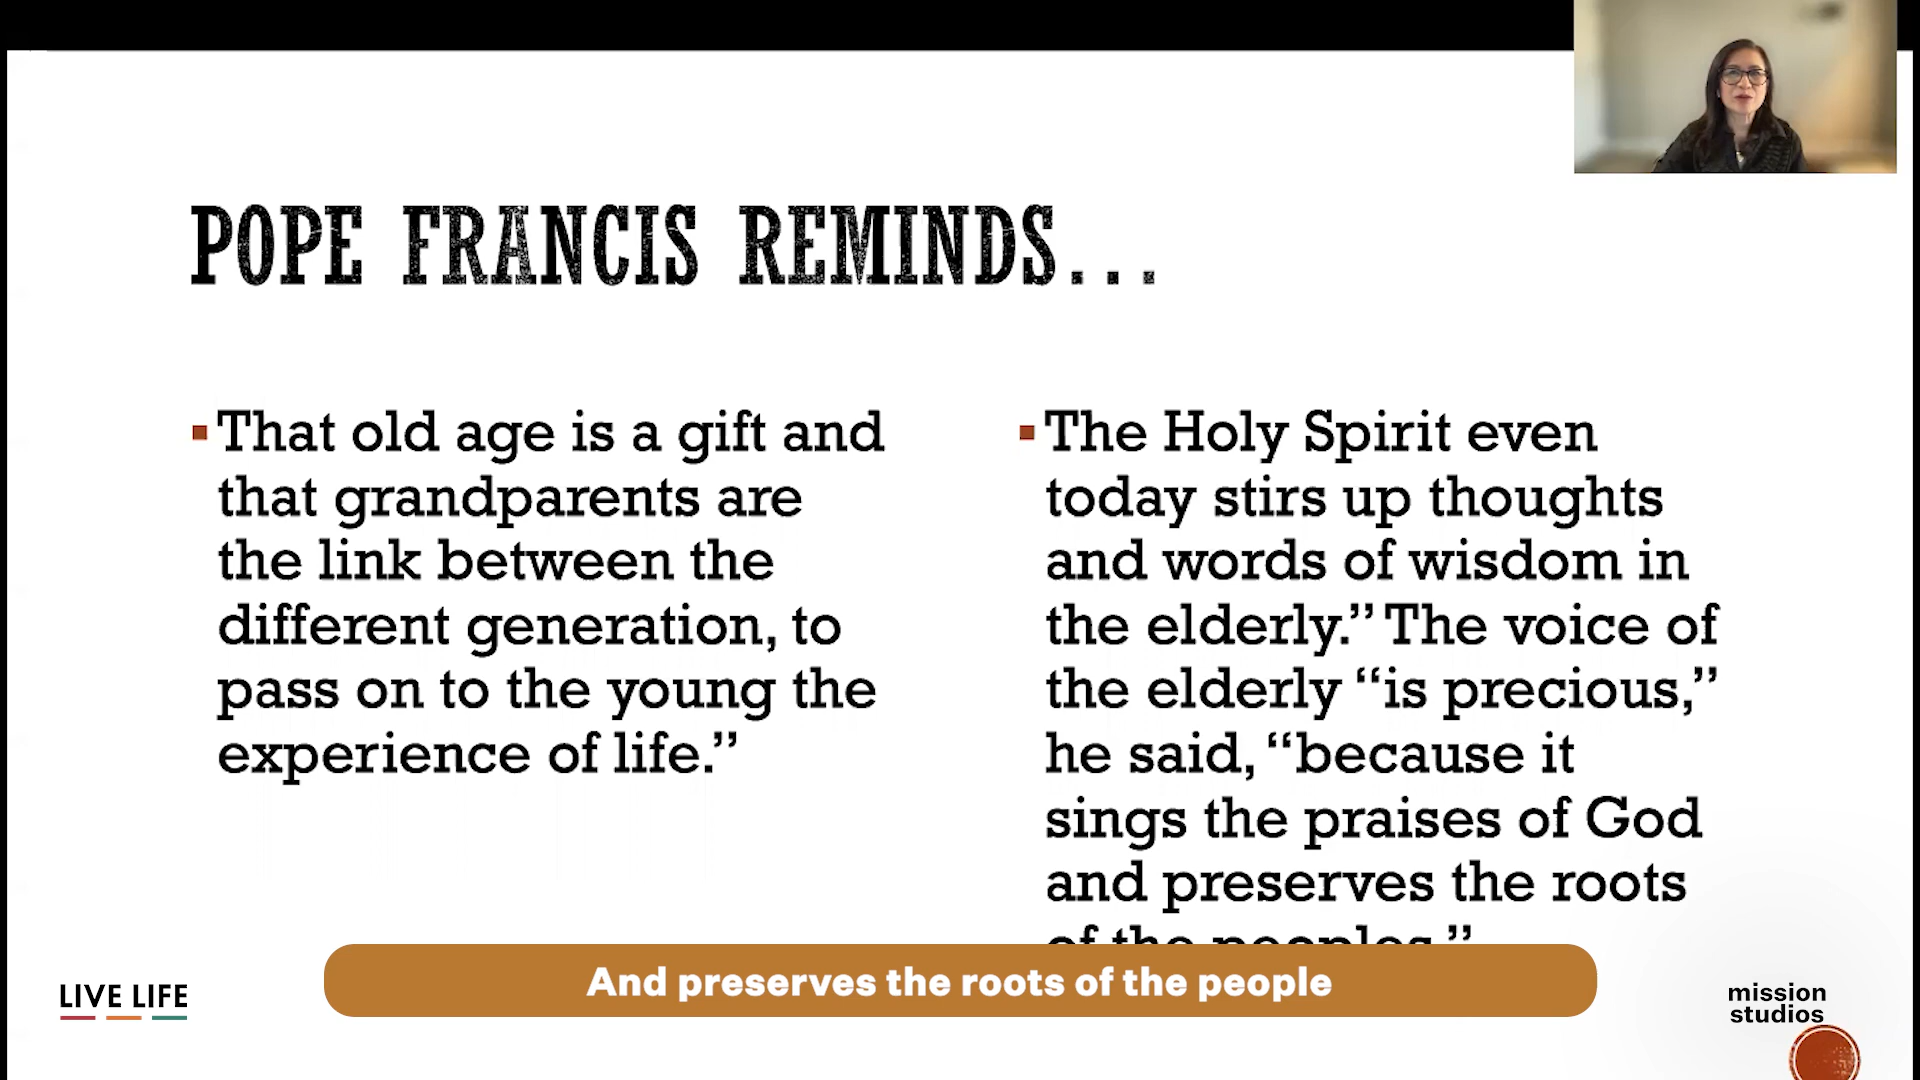 POPE FRANCIS REMINDS...
That old age is a gift and
that grandparents are
the link between the
different generation, to
pass on to the young the
experience of life.”
The Holy Spirit even
today stirs up thoughts
and words of wisdom in
the elderly.” The voice of
the elderly “is precious,”
he said, “because it
sings the praises of God
and preserves the roots
of the peoples.”
And preserves the roots of the people
LIVE LIFE
mission
studios